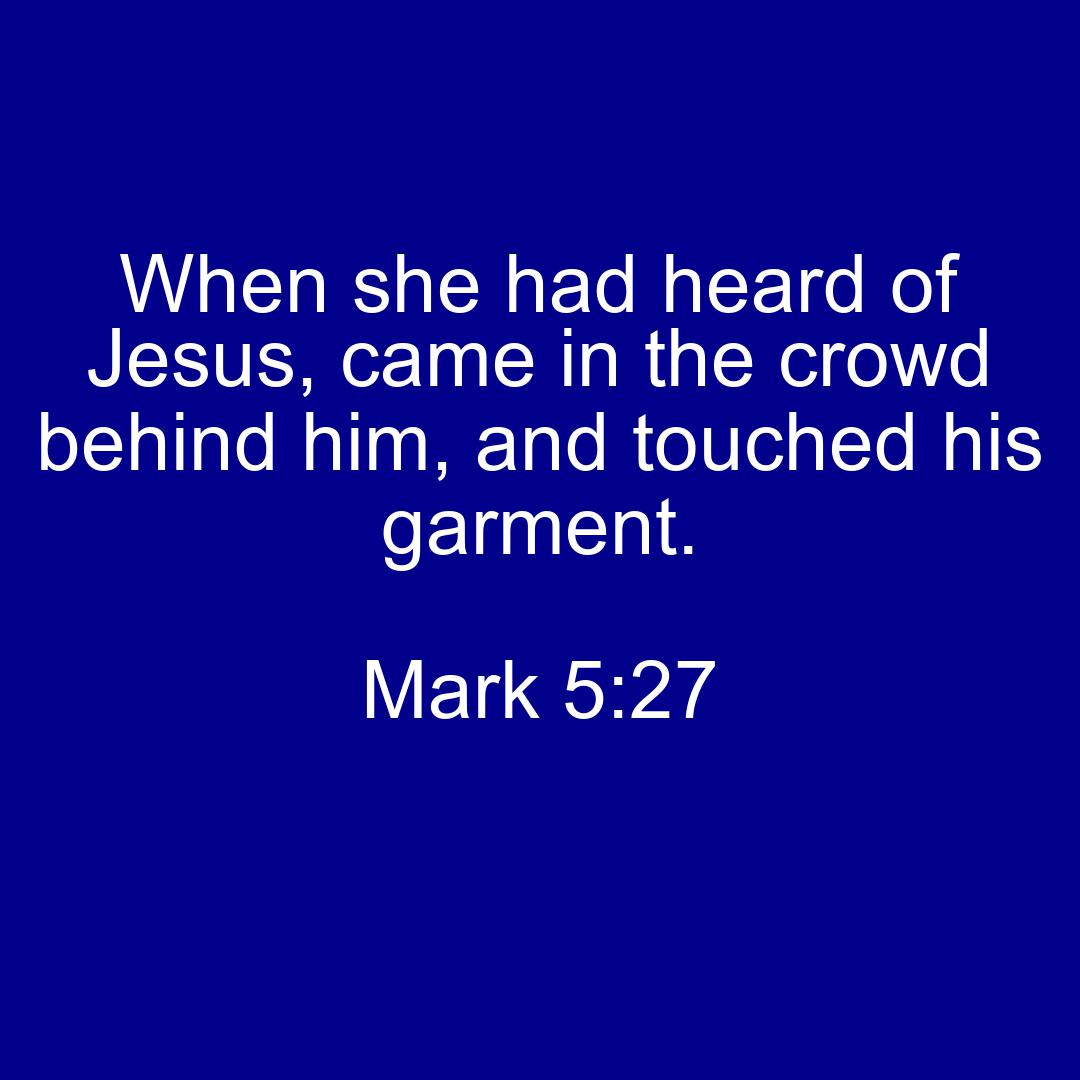 When she had heard of
Jesus, came in the crowd
behind him, and touched his
garment.
Mark 5:27